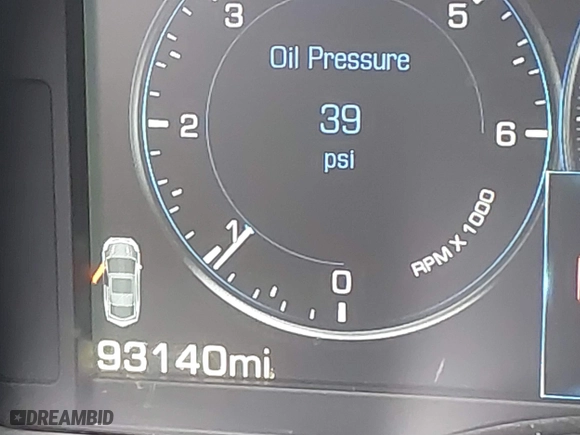 3
5
Oil Pressure
39
2
6
psi
1
RPM X 1000
0
93140mi
DREAMBID